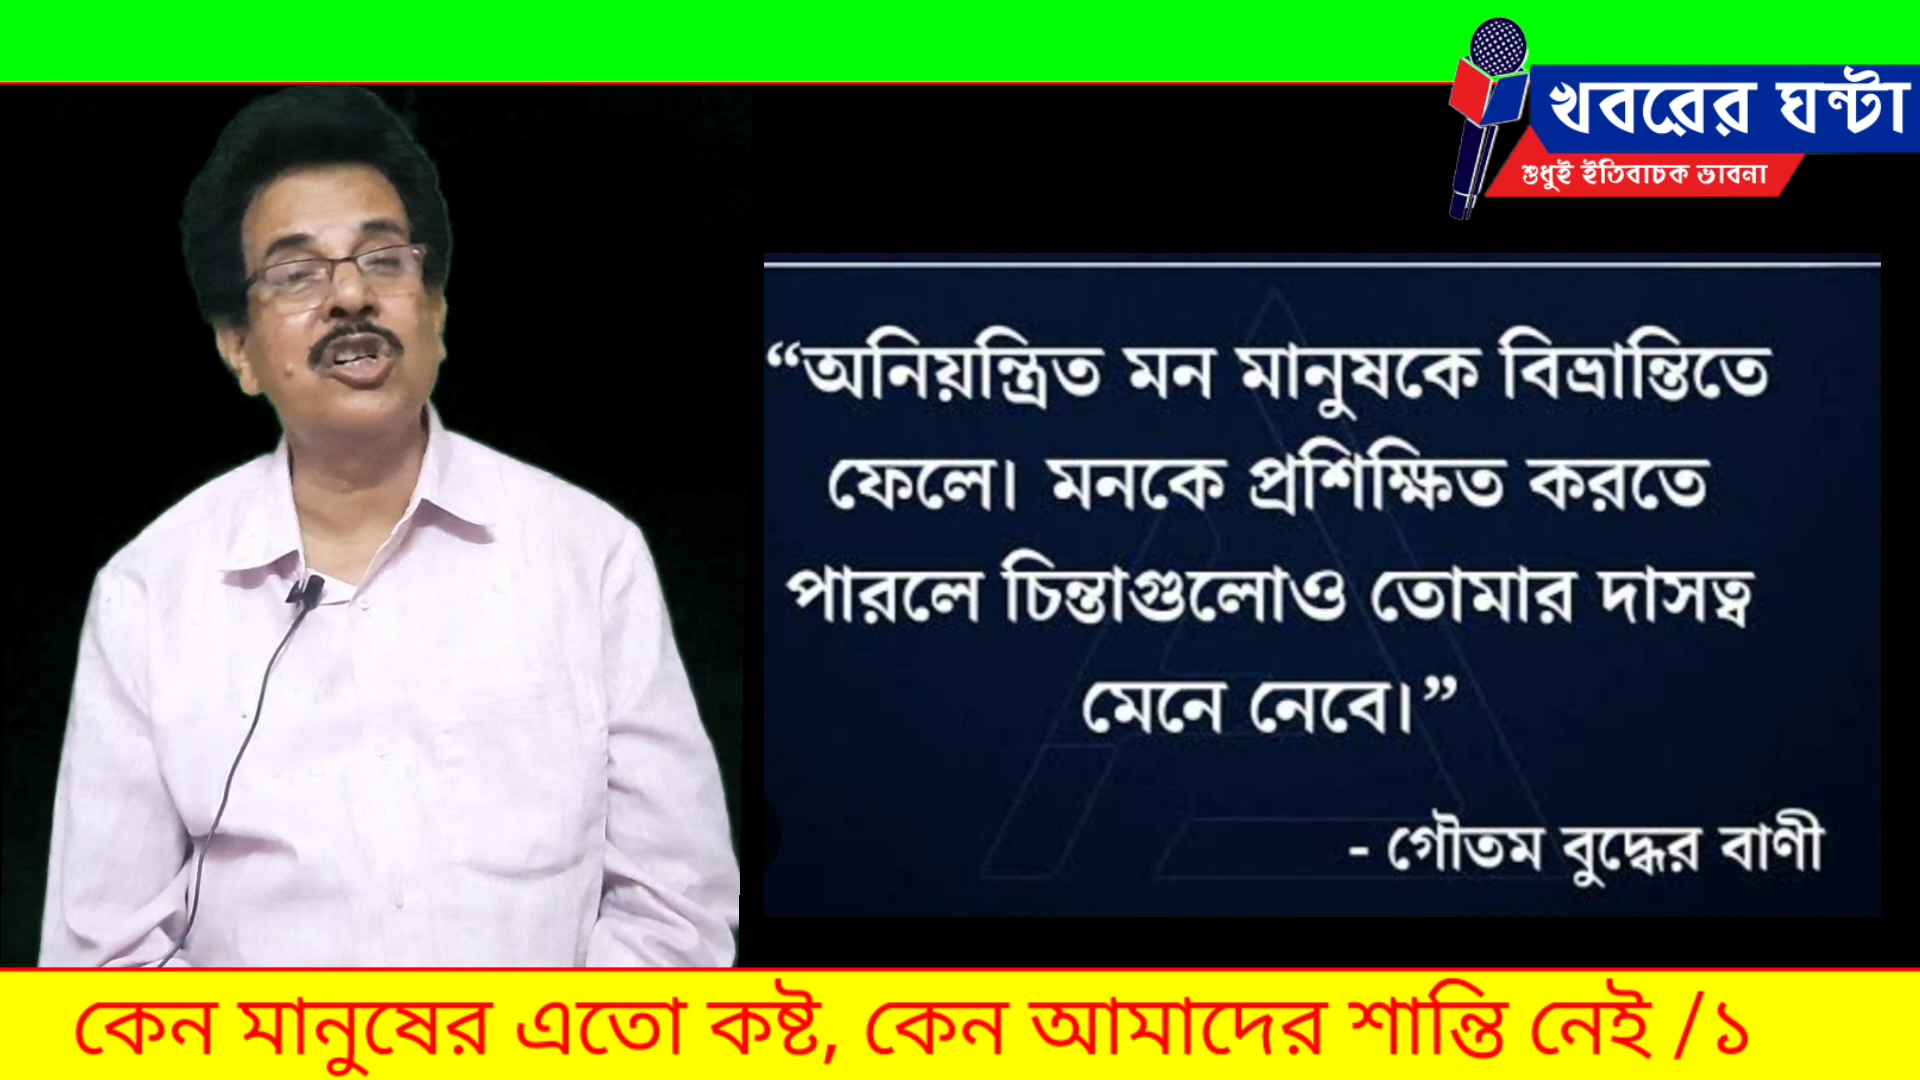 খবরের ঘন্টা
শুধুই ইতিবাচক ভাবনা
“অনিয়ন্ত্রিত মন মানুষকে বিভ্রান্তিতে
ফেলে। মনকে প্রশিক্ষিত করতে
পারলে চিন্তাগুলোও তোমার দাসত্ব
মেনে নেবে।”
- গৌতম বুদ্ধের বাণী
কেন মানুষের এতো কষ্ট, কেন আমাদের শান্তি নেই /১